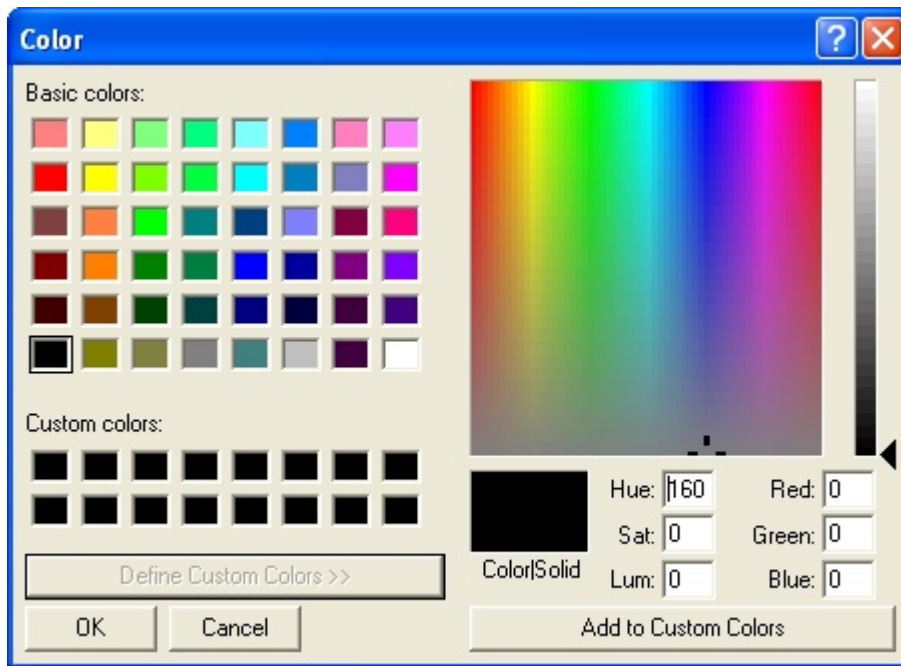 Color
Basic colors:
Custom colors:
Define Custom Colors >>
OK Cancel
Color|Solid
Hue: 160 Red: 0
Sat: 0 Green: 0
Lum: 0 Blue: 0
Add to Custom Colors